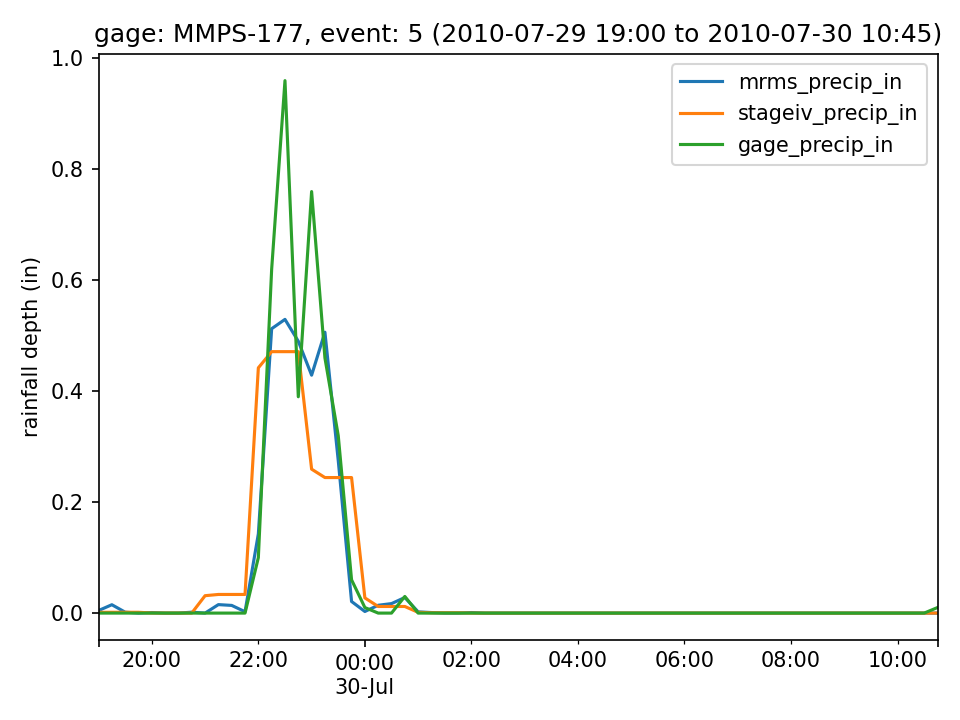 gage: MMPS-177, event: 5 (2010-07-29 19:00 to 2010-07-30 10:45)
1.0
mrms_precip_in
stageiv_precip_in
gage_precip_in
0.8
0.6
rainfall depth (in)
0.4
0.2
0.0
20:00 22:00 00:00 02:00 04:00 06:00 08:00 10:00
30-Jul